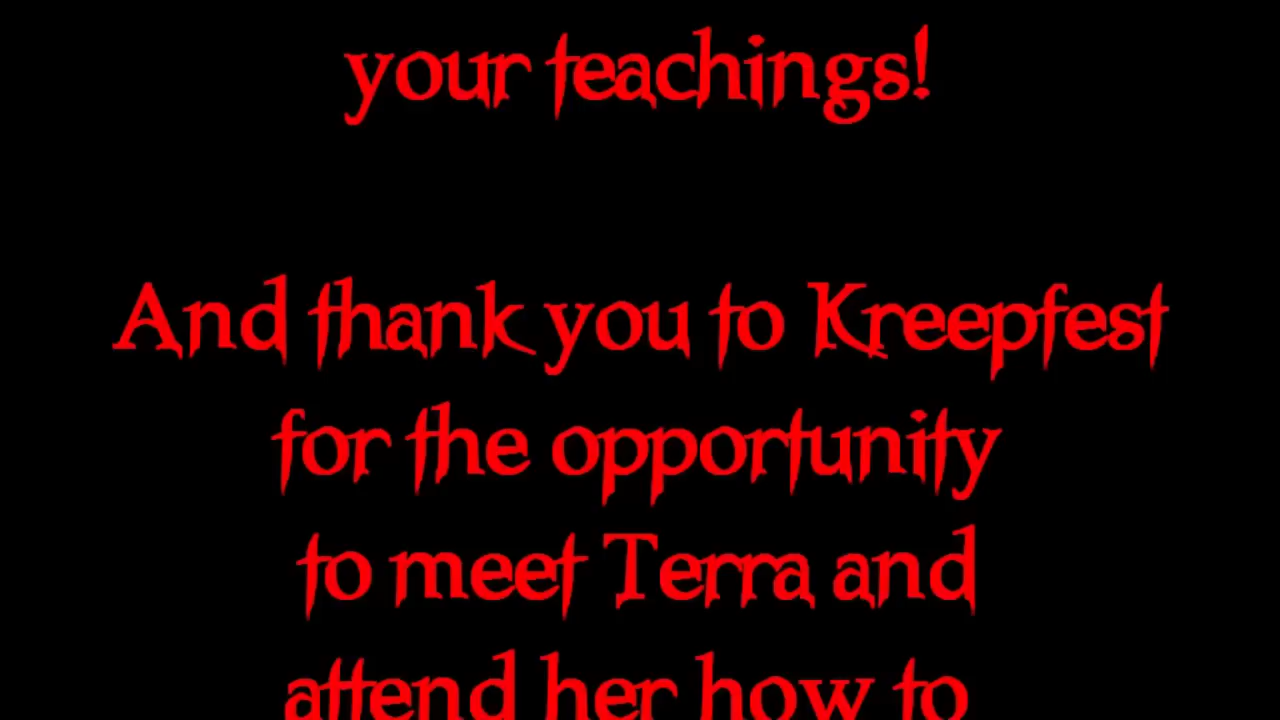 your teachings!
And thank you to Kreepfest
for the opportunity
to meet Terra and
attend her how to